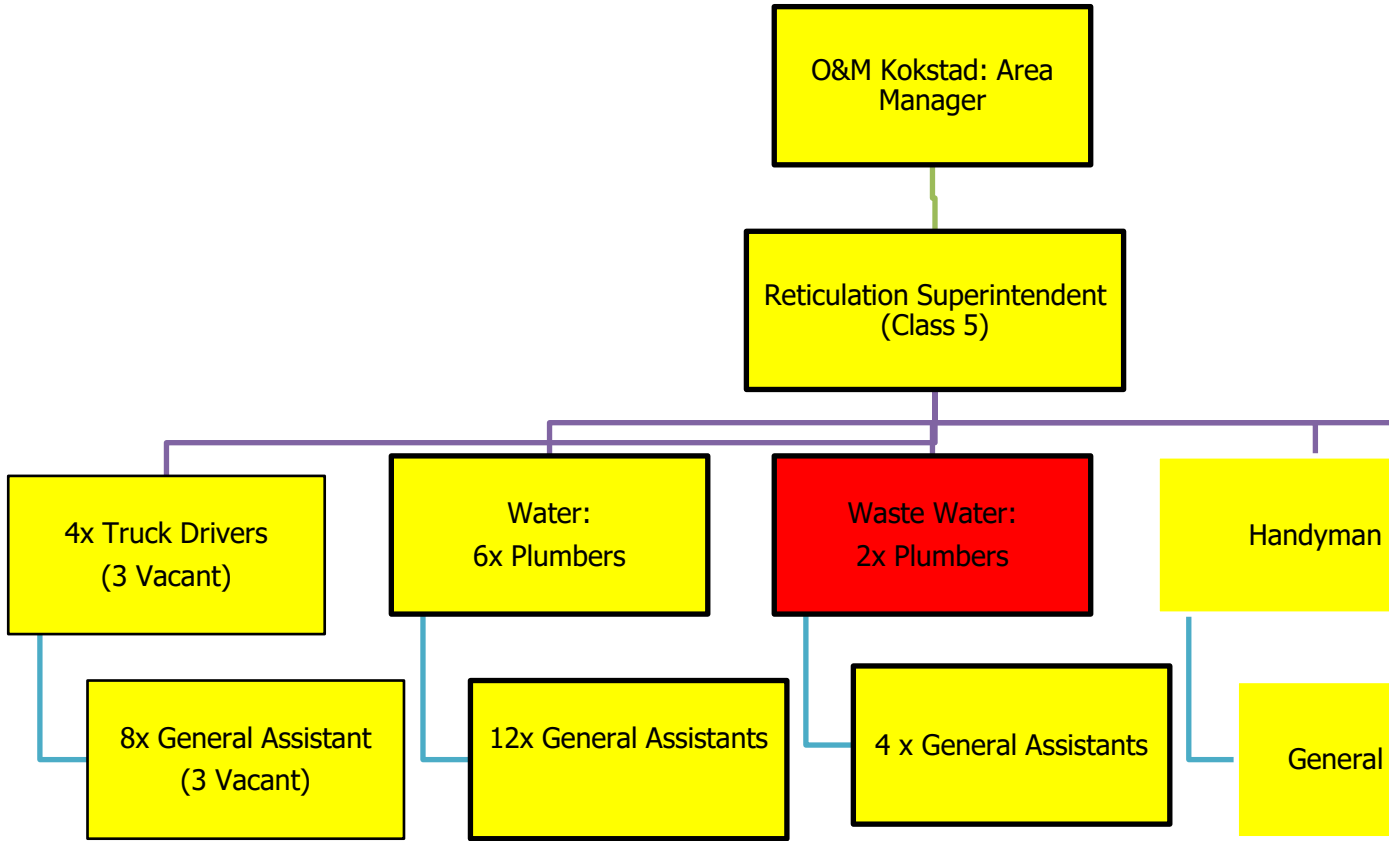 O&M Kokstad: Area
Manager
Reticulation Superintendent
(Class 5)
4x Truck Drivers
(3 Vacant)
Water:
6x Plumbers
Waste Water:
2x Plumbers
Handyman
8x General Assistant
(3 Vacant)
12x General Assistants
4 x General Assistants
General